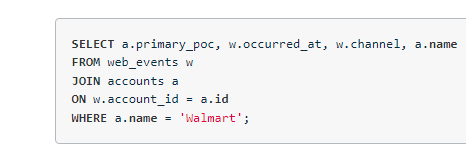 SELECT a.primary_poc, w.occurred_at, w.channel, a.name
FROM web_events w
JOIN accounts a
ON w.account_id = a.id
WHERE a.name = 'Walmart';